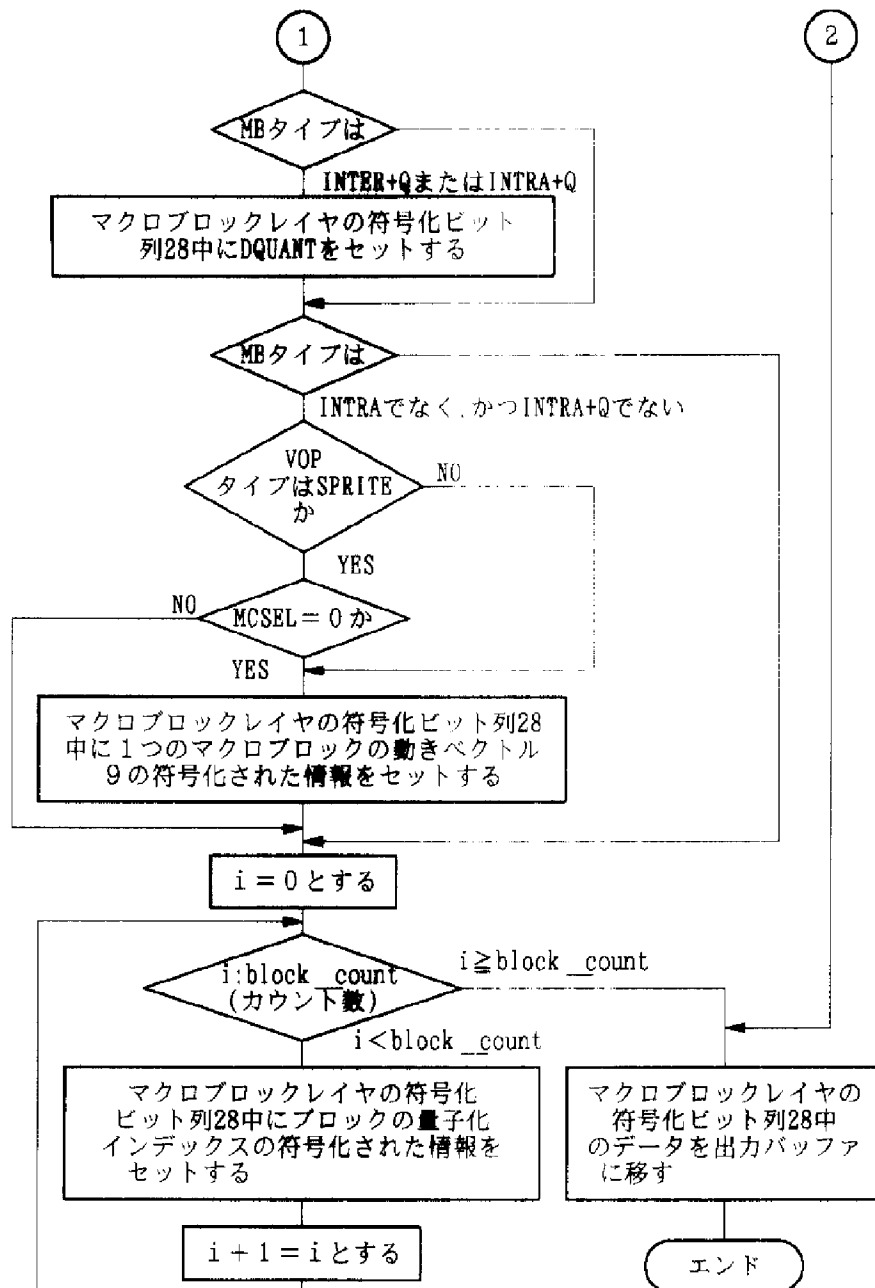 1
2
MBタイプは
INTER+QまたはINTRA+Q
マクロブロックレイヤの符号化ビット
列28中にDQUANTをセットする
MBタイプは
INTRAでなく,かつINTRA+Qでない
VOP
タイプはSPRITE
か
NO
YES
NO
MCSEL=0か
YES
マクロブロックレイヤの符号化ビット列28
中に1つのマクロブロックの動きベクトル
9の符号化された情報をセットする
i=0とする
i:block_count
(カウント数)
i≧block_count
i<block_count
マクロブロックレイヤの符号化
ビット列28中にブロックの量子化
インデックスの符号化された情報を
セットする
マクロブロックレイヤの
符号化ビット列28中
のデータを出力バッファ
に移す
i+1=iとする
エンド